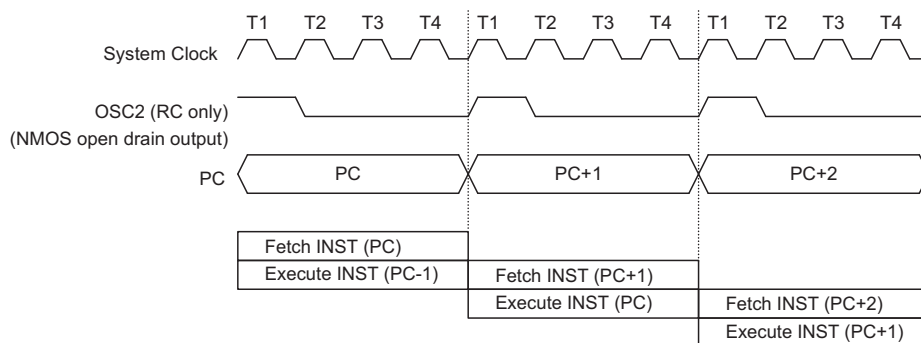 T1 T2 T3 T4 T1 T2 T3 T4 T1 T2 T3 T4
System Clock
OSC2 (RC only)
(NMOS open drain output)
PC PC PC+1 PC+2
Fetch INST (PC)
Execute INST (PC-1) Fetch INST (PC+1)
Execute INST (PC) Fetch INST (PC+2)
Execute INST (PC+1)